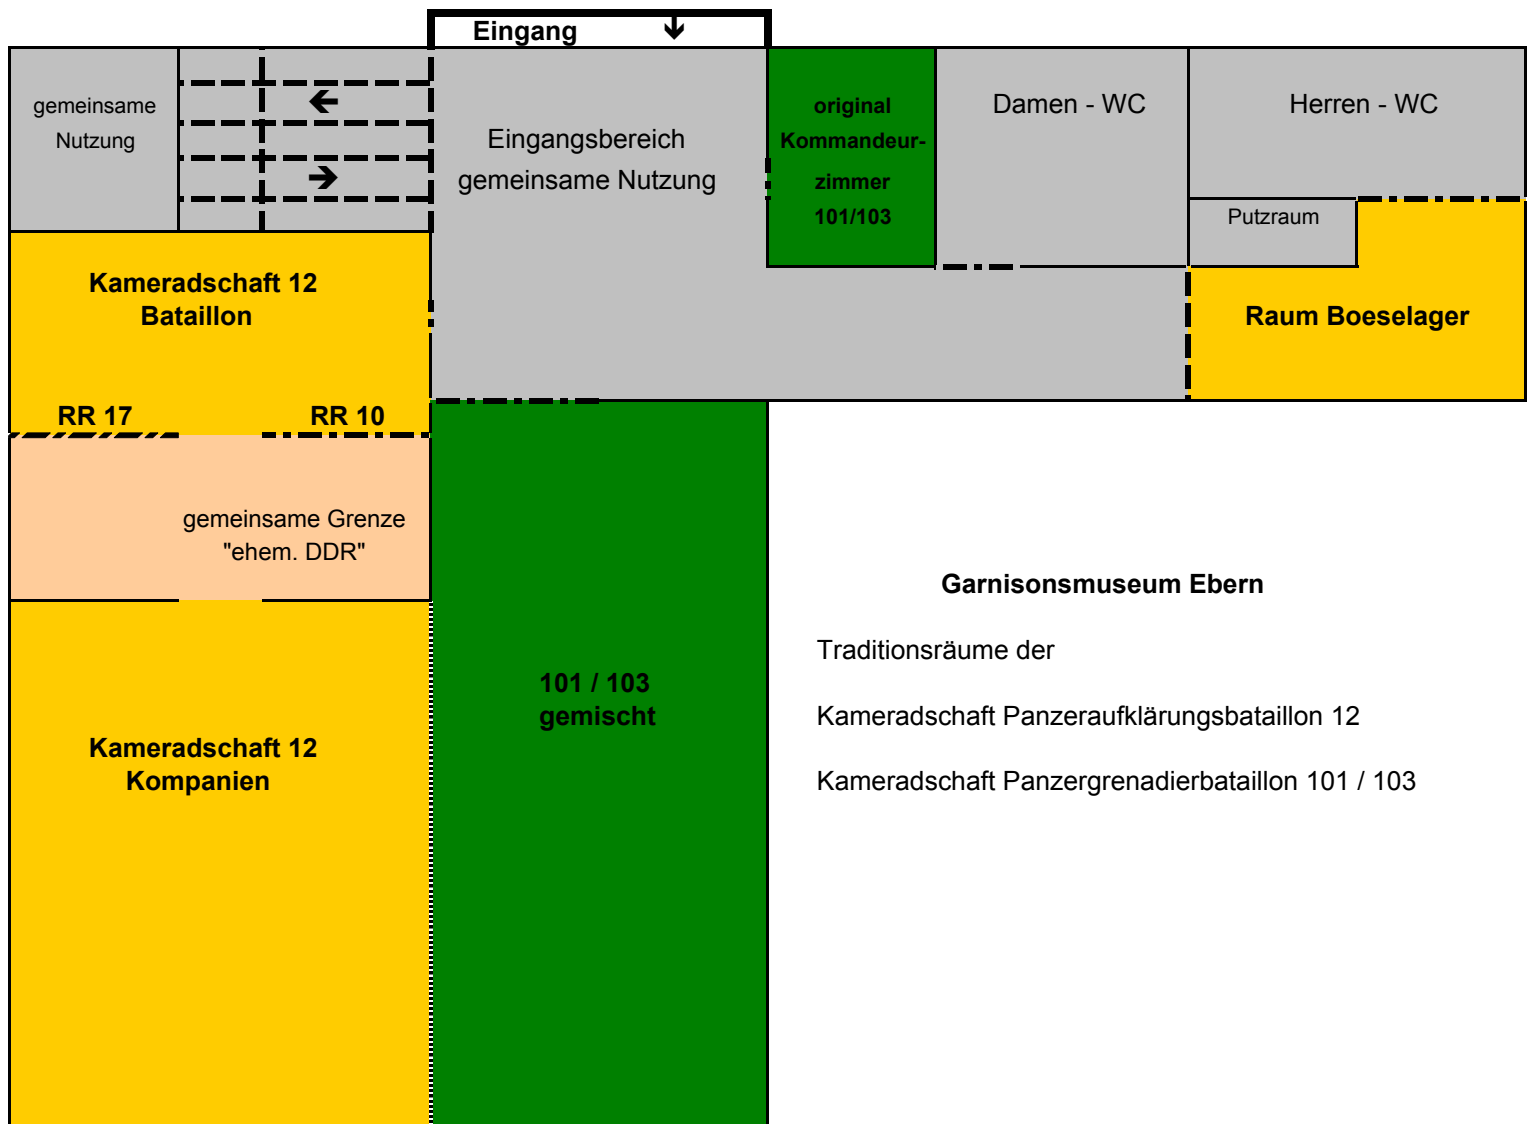 Eingang
gemeinsame
Nutzung
Eingangsbereich
gemeinsame Nutzung
original
Kommandeur-
zimmer
101/103
Damen - WC
Herren - WC
Putzraum
Kameradschaft 12
Bataillon
Raum Boeselager
RR 17
RR 10
gemeinsame Grenze
"ehem. DDR"
101 / 103
gemischt
Kameradschaft 12
Kompanien
Garnisonsmuseum Ebern
Traditionsräume der
Kameradschaft Panzeraufklärungsbataillon 12
Kameradschaft Panzergrenadierbataillon 101 / 103